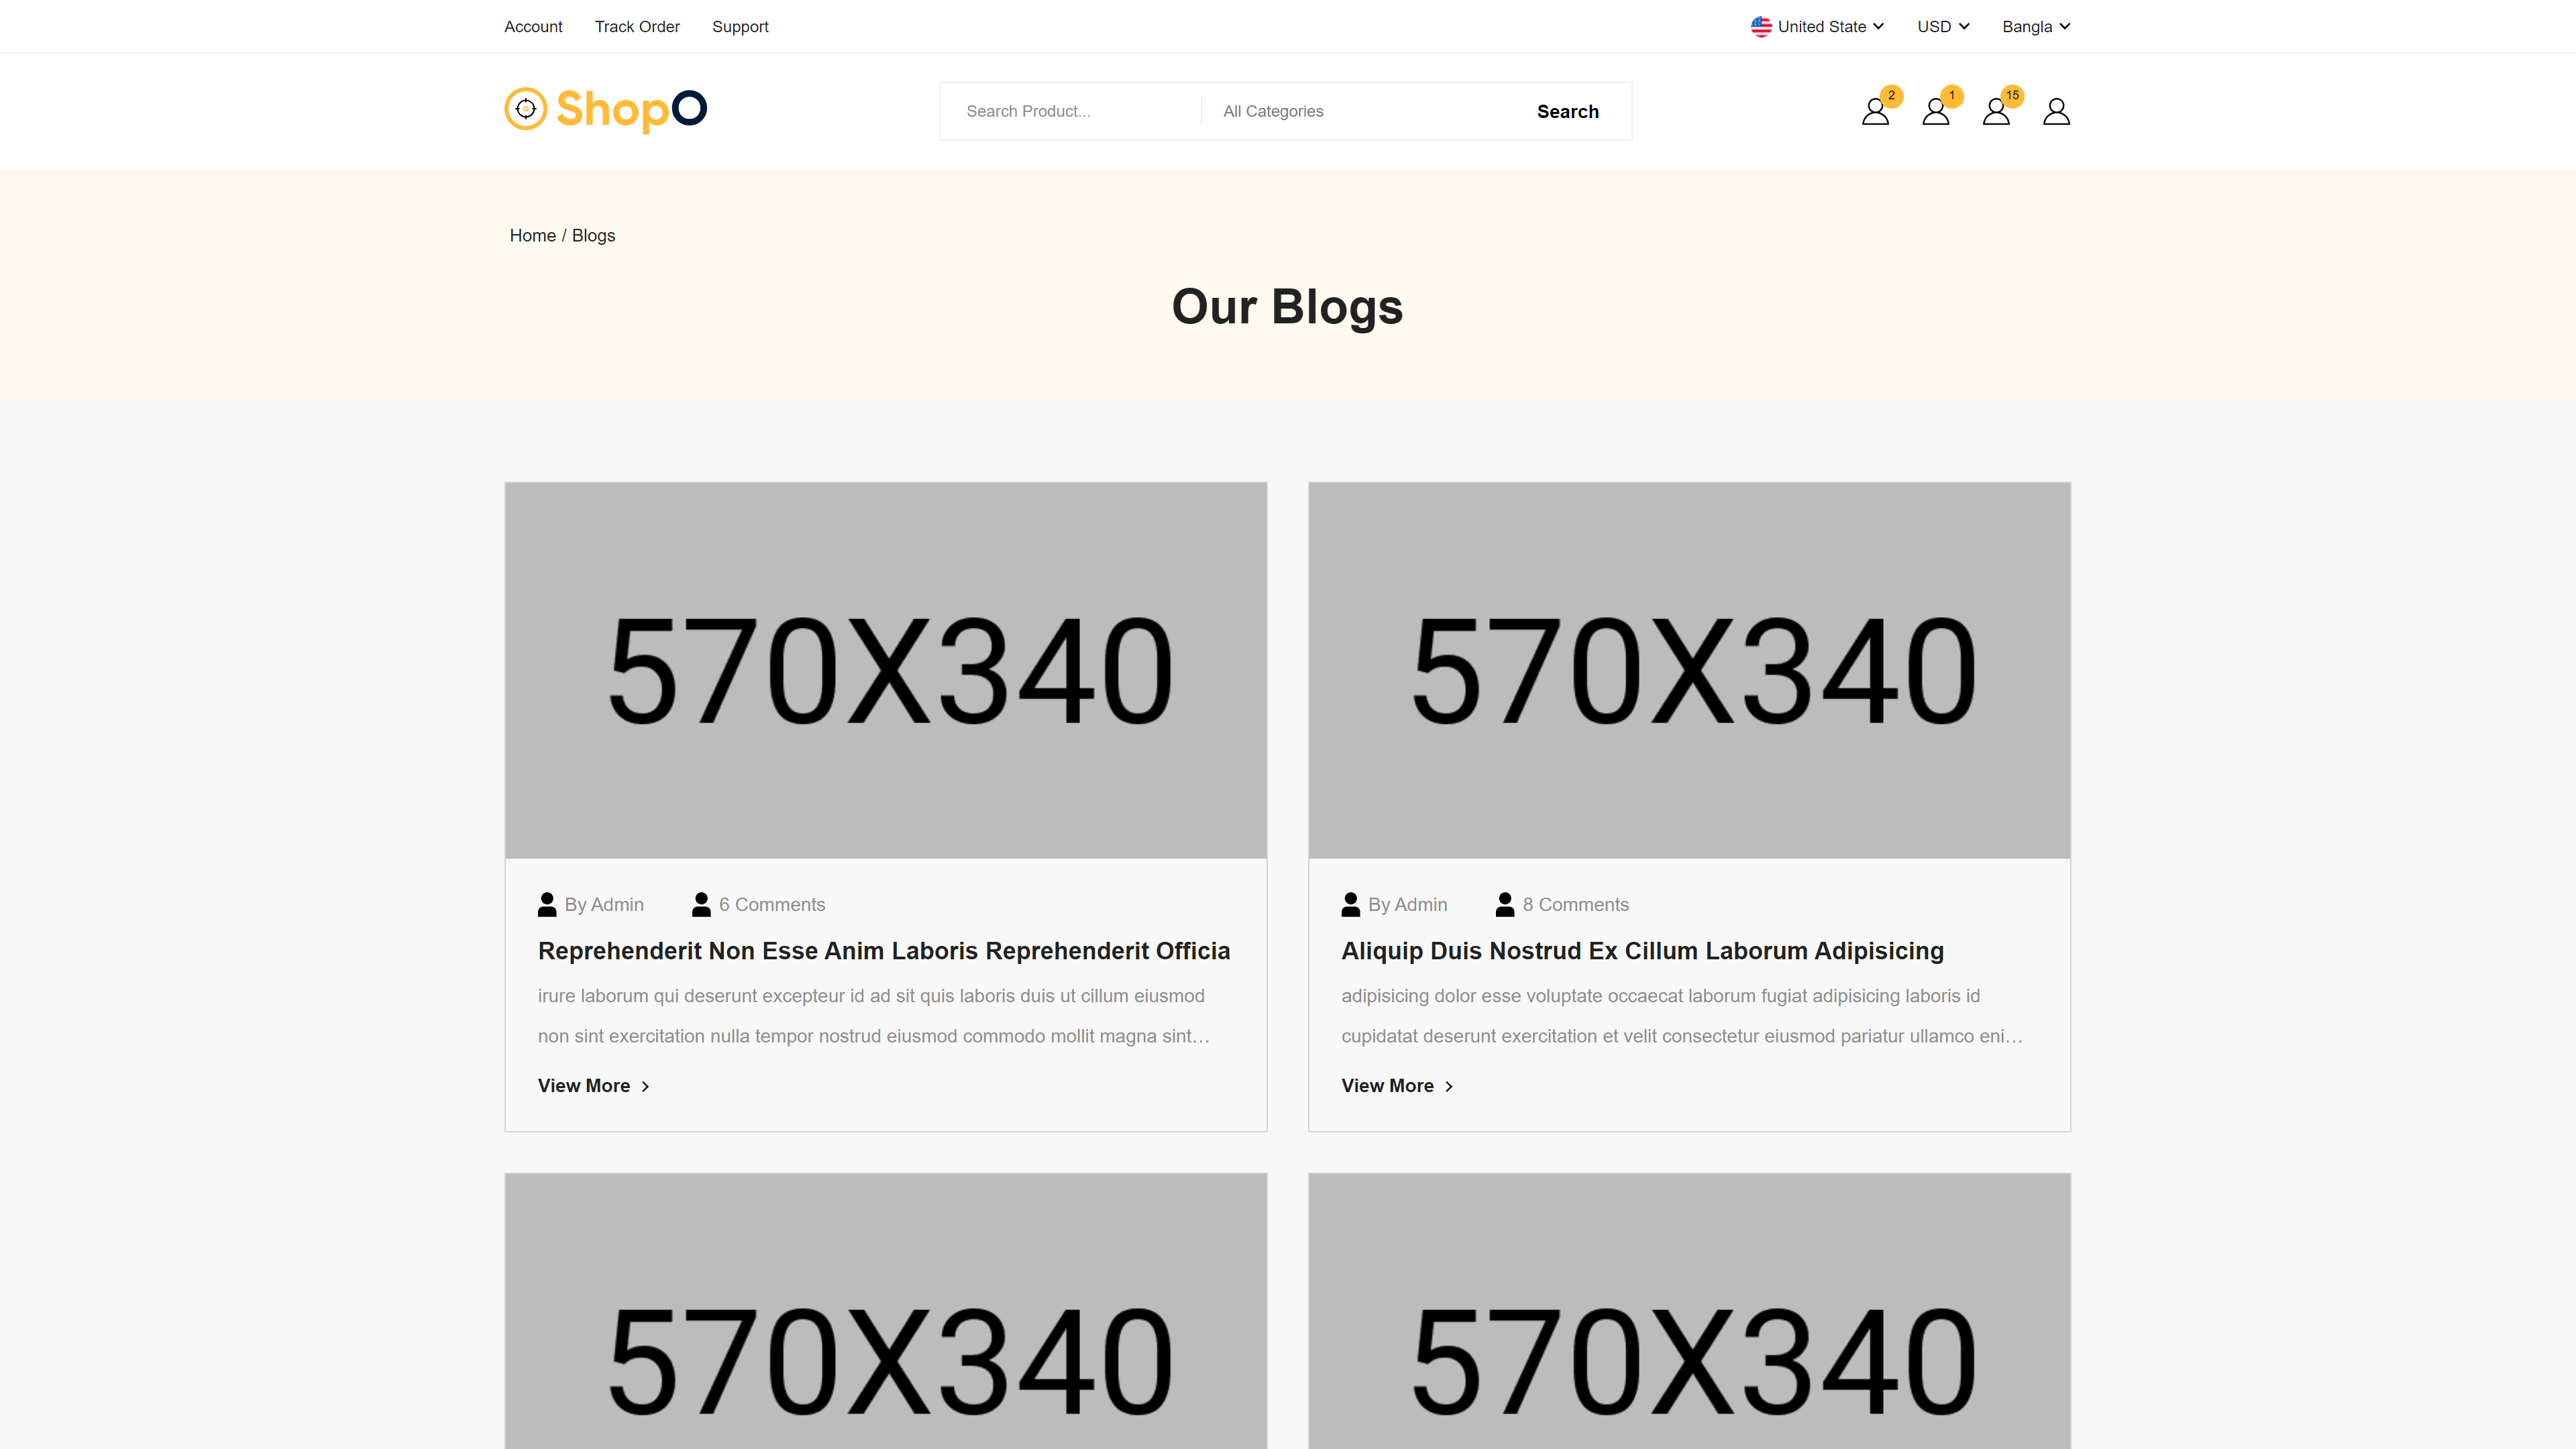 Account Track Order Support United State USD Bangla
ShopO Search Product... All Categories Search 2 1 15
Home / Blogs
Our Blogs
570X340 570X340
By Admin 6 Comments
Reprehenderit Non Esse Anim Laboris Reprehenderit Officia
irure laborum qui deserunt excepteur id ad sit quis laboris duis ut cillum eiusmod
non sint exercitation nulla tempor nostrud eiusmod commodo mollit magna sint…
View More
By Admin 8 Comments
Aliquip Duis Nostrud Ex Cillum Laborum Adipisicing
adipisicing dolor esse voluptate occaecat laborum fugiat adipisicing laboris id
cupidatat deserunt exercitation et velit consectetur eiusmod pariatur ullamco eni…
View More
570X340 570X340